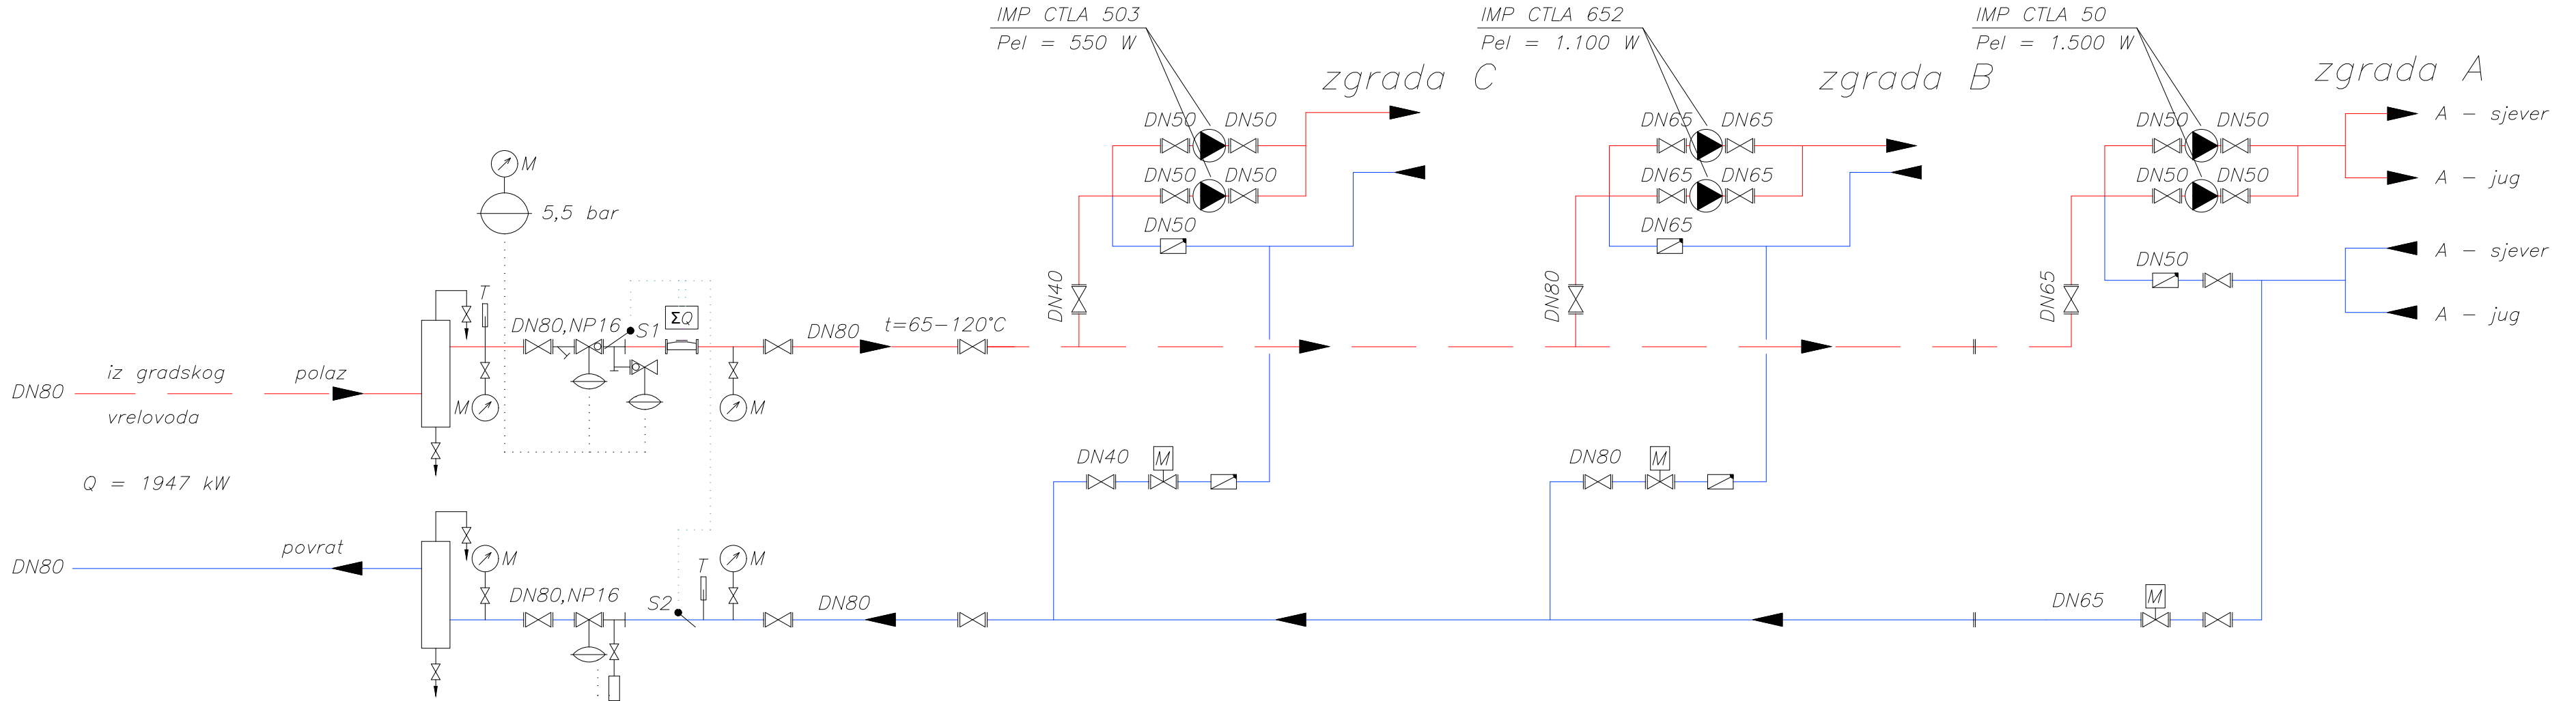 IMP CTLA 503
Pel = 550 W
IMP CTLA 652
Pel = 1.100 W
IMP CTLA 50
Pel = 1.500 W
zgrada C
zgrada B
zgrada A
DN50 DN50
DN65 DN65
DN50 DN50
A - sjever
M
DN50 DN50
DN65 DN65
DN50 DN50
A - jug
5,5 bar
DN50
DN65
DN50
A - sjever
DN40
DN80
DN65
A - jug
T
DN80,NP16
S1
ΣQ
DN80
t=65-120°C
iz gradskog
polaz
DN80
vrelovoda
M
M
Q = 1947 kW
DN40
M
DN80
M
povrat
DN80
M
T
M
DN80,NP16
S2
DN80
DN65
M